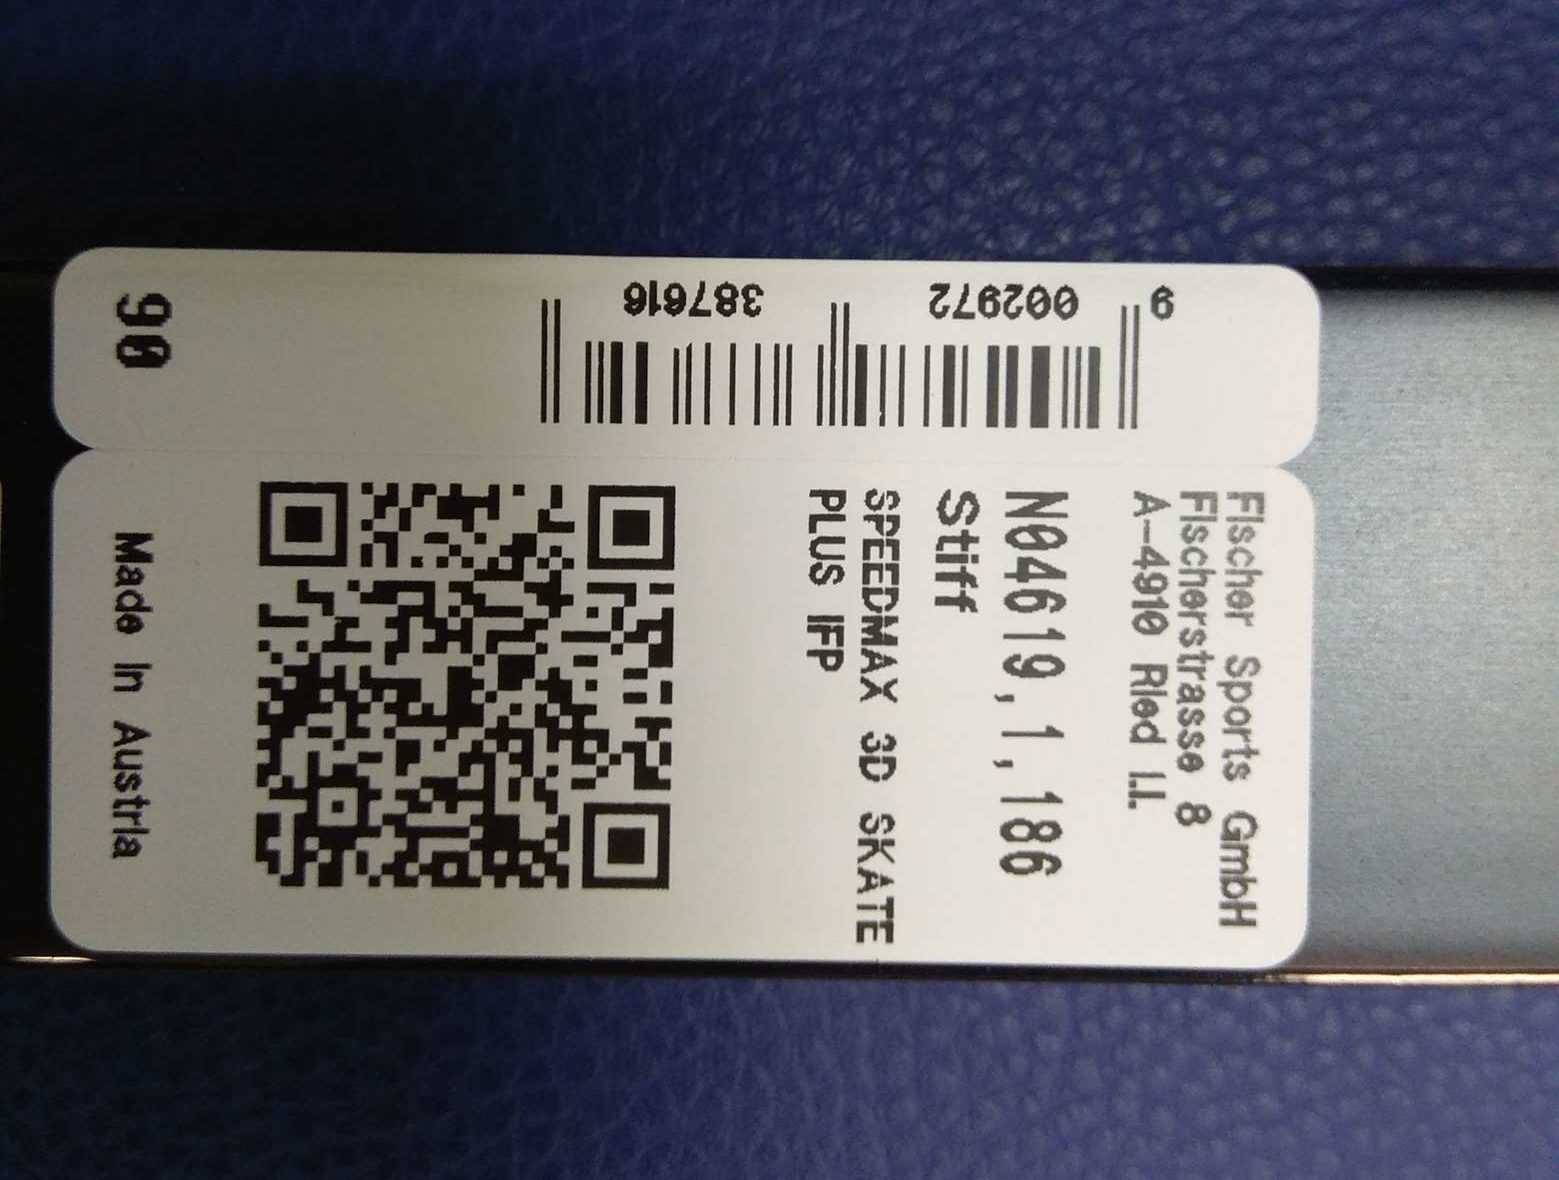 Fischer Sports GmbH
Fischerstrasse 8
A-4910 Ried i.I.
N04619,1,186
Stiff
SPEEDMAX 3D SKATE
PLUS IFP
Made in Austria
9 002972 387616
90